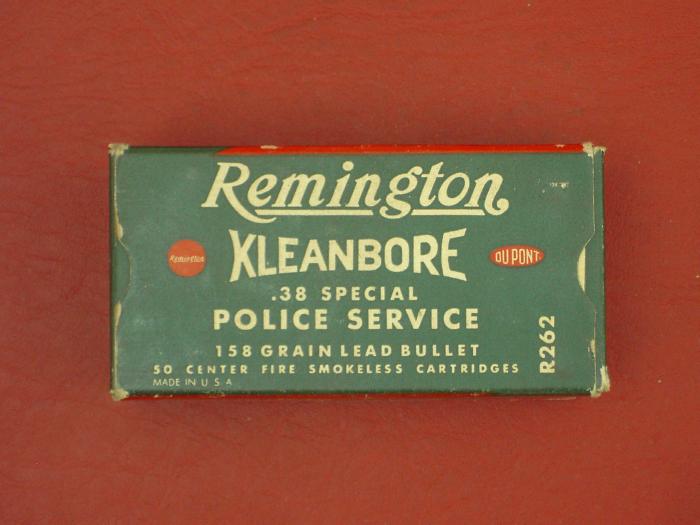 Remington
KLEANBORE
Remington
DU PONT
.38 SPECIAL
POLICE SERVICE
158 GRAIN LEAD BULLET
50 CENTER FIRE SMOKELESS CARTRIDGES
MADE IN U S A
R262